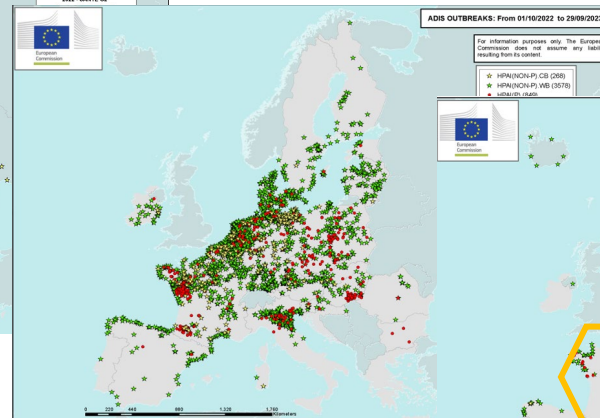 European
Commission
ADIS OUTBREAKS: From 01/10/2022 to 29/09/2023
For information purposes only. The European
Commission does not assume any liabil
resulting from its content.
HPAI(NON-P).CB (268)
HPAI(NON-P).WB (3578)
European
Commission
0 220 440 880 1.320 1.760
Kilometers